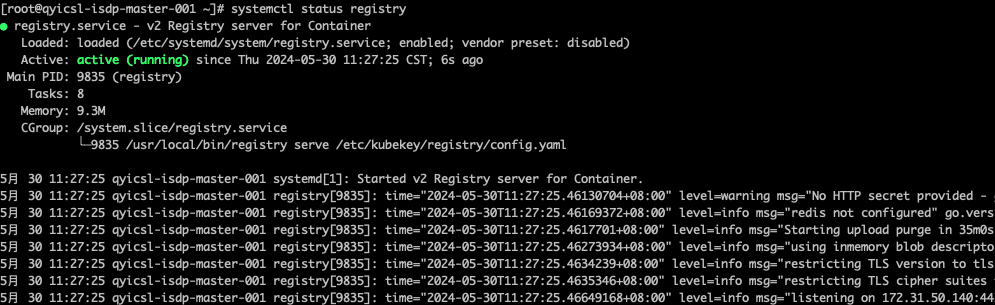 [root@qyicsl-isdp-master-001 ~]# systemctl status registry
● registry.service - v2 Registry server for Container
Loaded: loaded (/etc/systemd/system/registry.service; enabled; vendor preset: disabled)
Active: active (running) since Thu 2024-05-30 11:27:25 CST; 6s ago
Main PID: 9835 (registry)
Tasks: 8
Memory: 9.3M
CGroup: /system.slice/registry.service
└─9835 /usr/local/bin/registry serve /etc/kubekey/registry/config.yaml
5月 30 11:27:25 qyicsl-isdp-master-001 systemd[1]: Started v2 Registry server for Container.
5月 30 11:27:25 qyicsl-isdp-master-001 registry[9835]: time="2024-05-30T11:27:25.46130704+08:00" level=warning msg="No HTTP secret provided -
5月 30 11:27:25 qyicsl-isdp-master-001 registry[9835]: time="2024-05-30T11:27:25.46169372+08:00" level=info msg="redis not configured" go.vers
5月 30 11:27:25 qyicsl-isdp-master-001 registry[9835]: time="2024-05-30T11:27:25.4617701+08:00" level=info msg="Starting upload purge in 35m0s
5月 30 11:27:25 qyicsl-isdp-master-001 registry[9835]: time="2024-05-30T11:27:25.46273934+08:00" level=info msg="using inmemory blob descripto
5月 30 11:27:25 qyicsl-isdp-master-001 registry[9835]: time="2024-05-30T11:27:25.4634239+08:00" level=info msg="restricting TLS version to tls
5月 30 11:27:25 qyicsl-isdp-master-001 registry[9835]: time="2024-05-30T11:27:25.4635346+08:00" level=info msg="restricting TLS cipher suites
5月 30 11:27:25 qyicsl-isdp-master-001 registry[9835]: time="2024-05-30T11:27:25.46649168+08:00" level=info msg="listening on 172.31.50.140:44